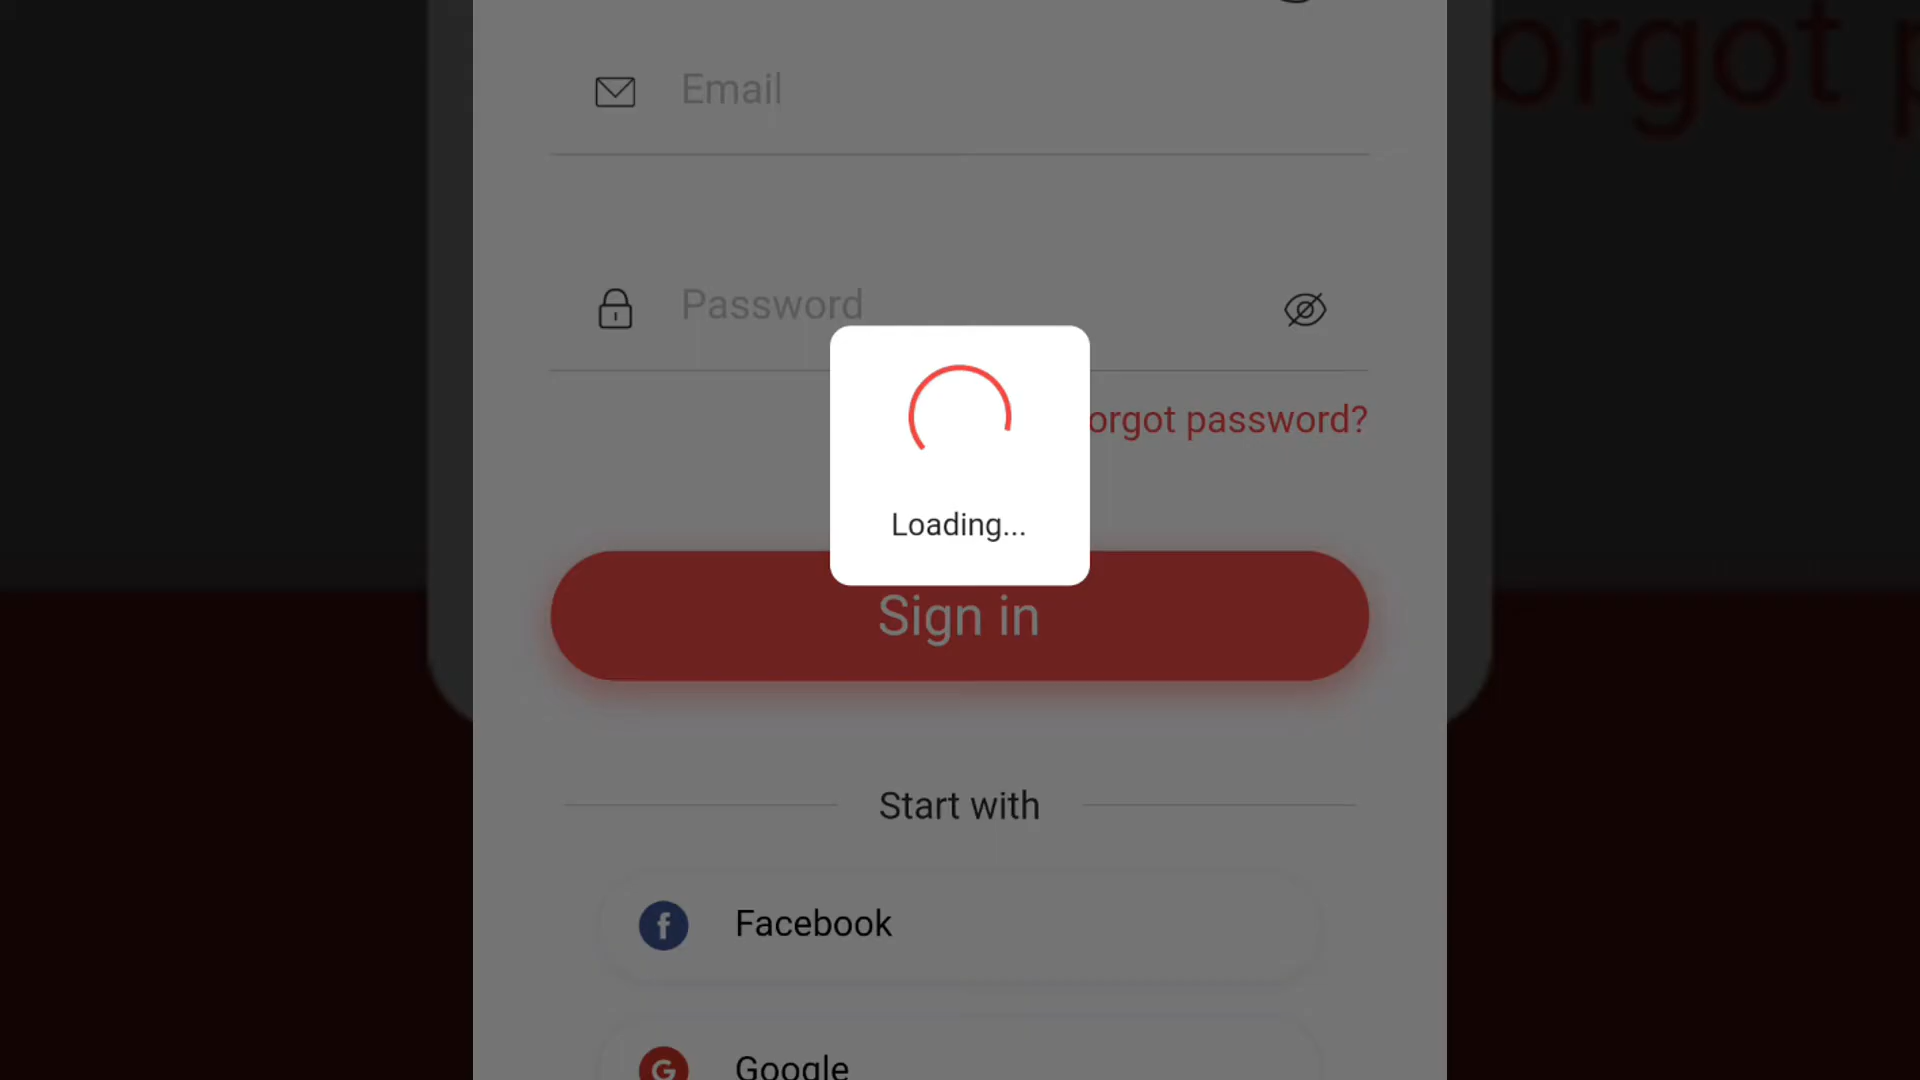 orgot p
Email
Password
orgot password?
Loading...
Sign in
Start with
f Facebook
G Google